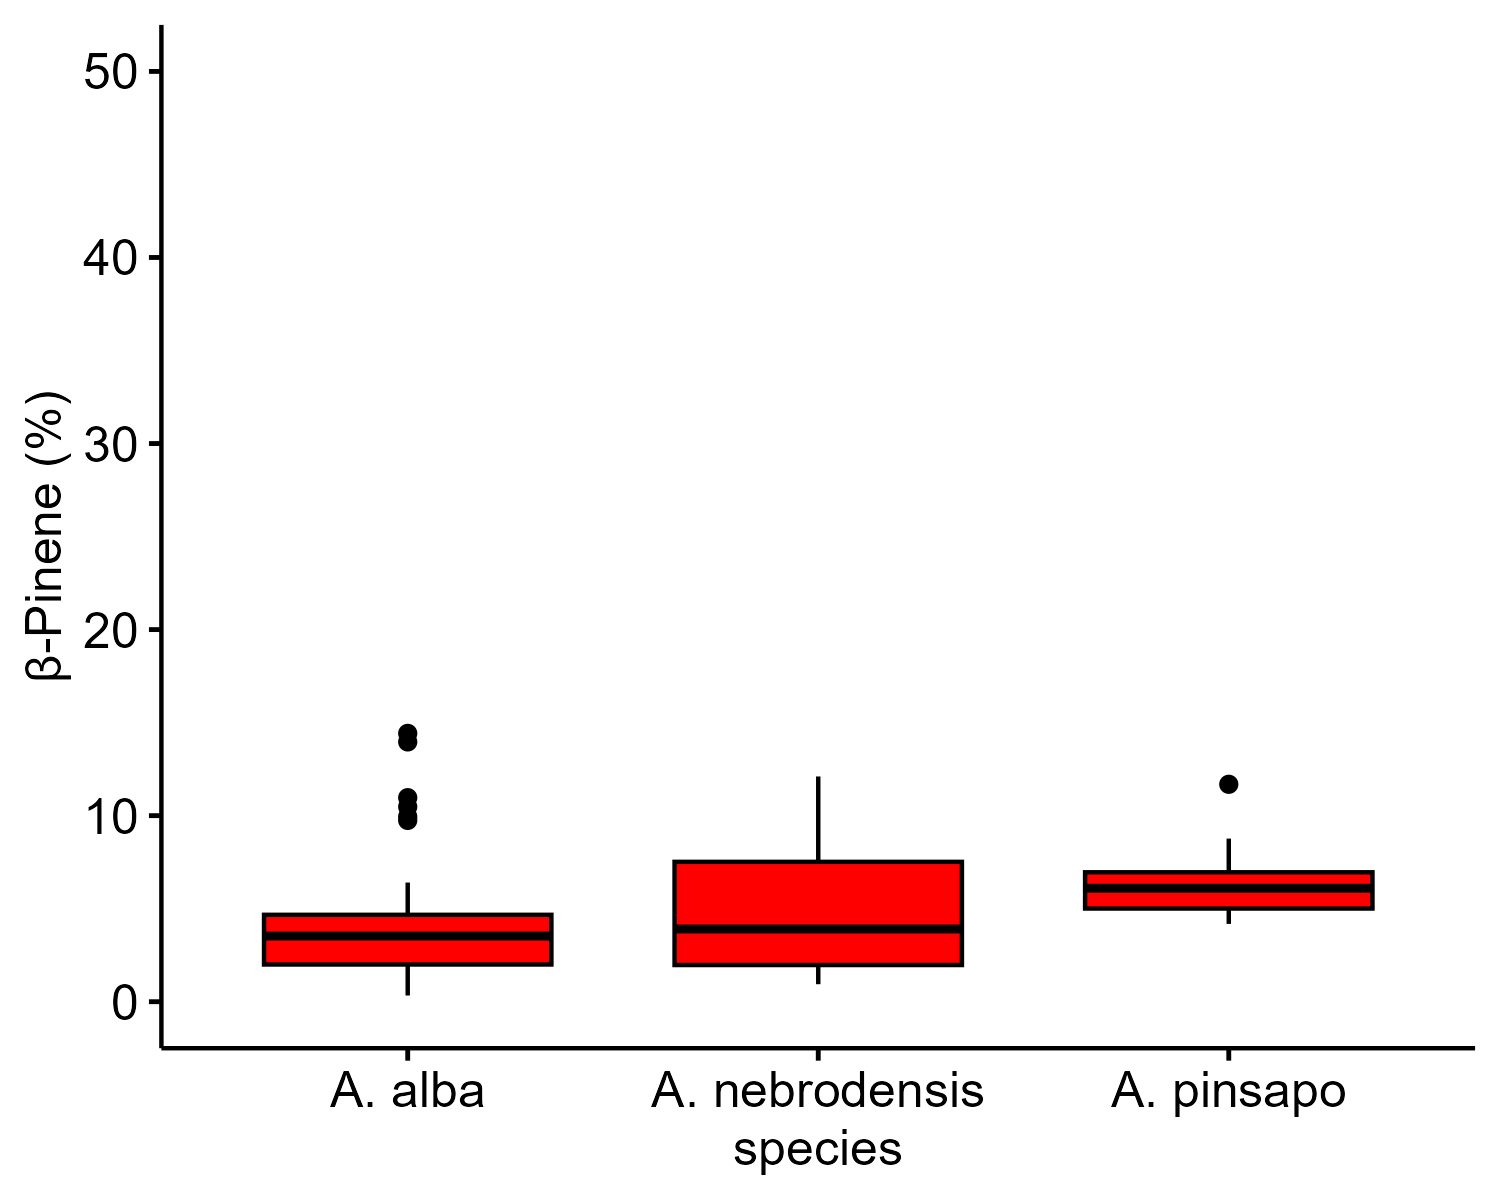 β-Pinene (%)
50
40
30
20
10
0
A. alba
A. nebrodensis
A. pinsapo
species